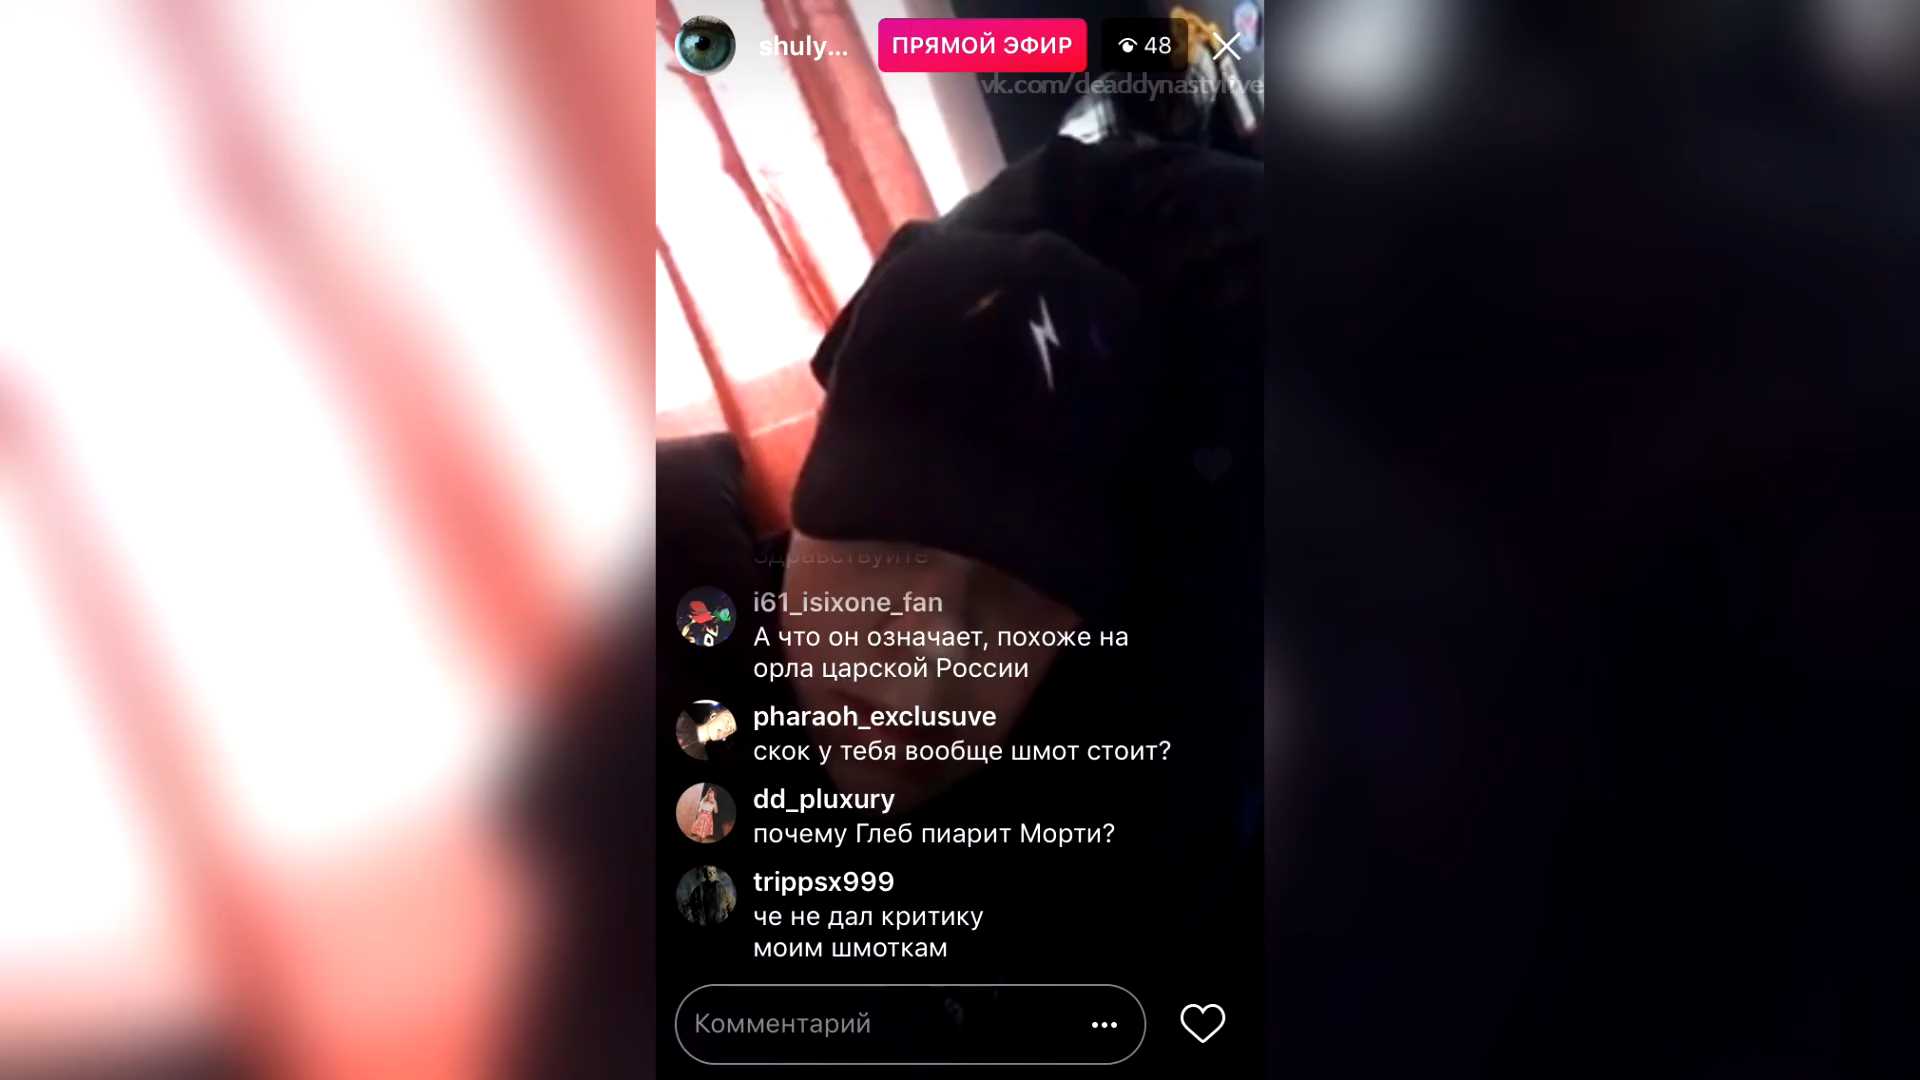 shuly...
ПРЯМОЙ ЭФИР
48
vk.com/deaddynastylive
Здравствуйте
i61_isixone_fan
А что он означает, похоже на
орла царской России
pharaoh_exclusuve
скок у тебя вообще шмот стоит?
dd_pluxury
почему Глеб пиарит Морти?
trippsx999
че не дал критику
моим шмоткам
Комментарий